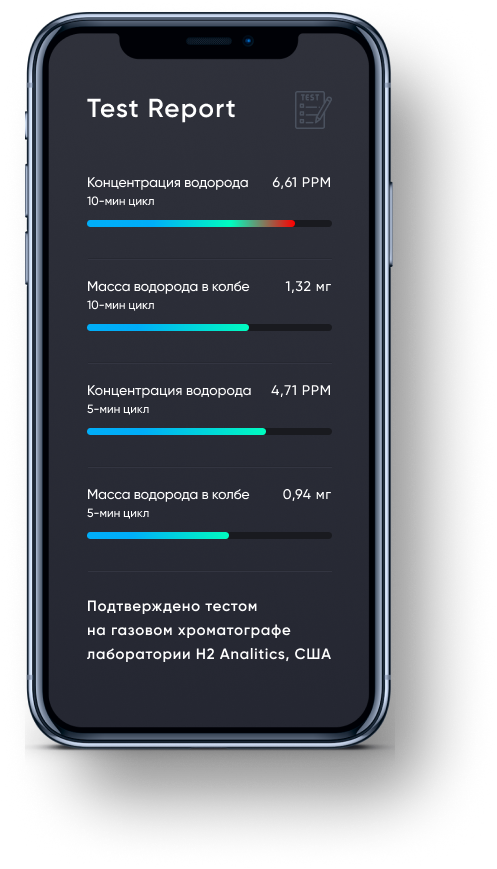 Test Report
TEST
Концентрация водорода 6,61 PPM
10-мин цикл
Масса водорода в колбе 1,32 мг
10-мин цикл
Концентрация водорода 4,71 PPM
5-мин цикл
Масса водорода в колбе 0,94 мг
5-мин цикл
Подтверждено тестом
на газовом хроматографе
лаборатории H2 Analitics, США